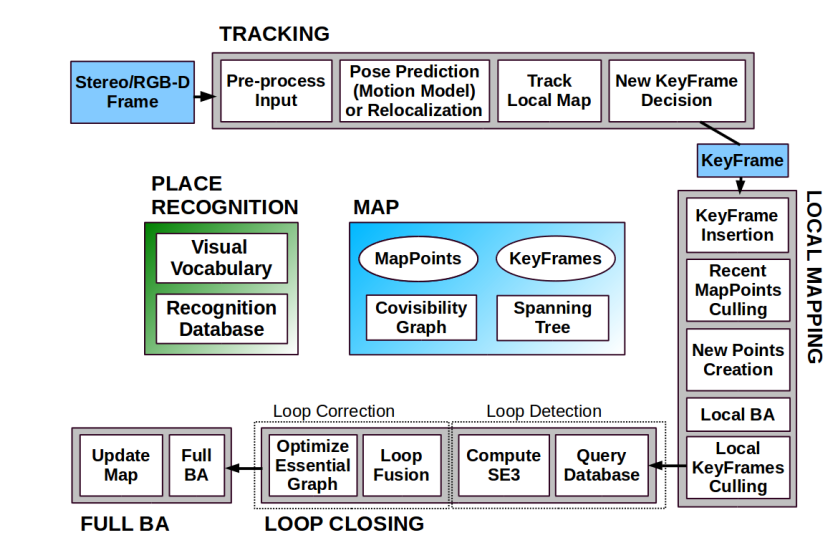 TRACKING
Stereo/RGB-D
Frame
Pre-process
Input
Pose Prediction
(Motion Model)
or Relocalization
Track
Local Map
New KeyFrame
Decision
KeyFrame
PLACE
RECOGNITION
Visual
Vocabulary
Recognition
Database
MAP
MapPoints
KeyFrames
Covisibility
Graph
Spanning
Tree
LOCAL MAPPING
KeyFrame
Insertion
Recent
MapPoints
Culling
New Points
Creation
Local BA
Local
KeyFrames
Culling
Loop Correction
Loop Detection
Update
Map
Full
BA
Optimize
Essential
Graph
Loop
Fusion
Compute
SE3
Query
Database
FULL BA
LOOP CLOSING